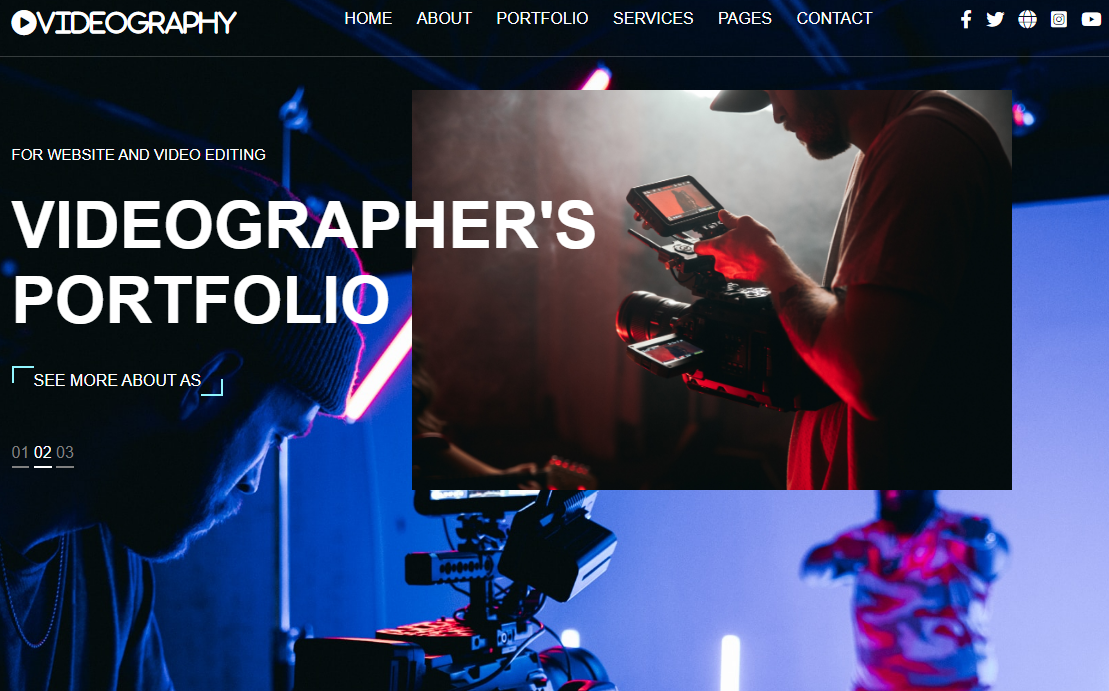 VIDEOGRAPHY
HOME ABOUT PORTFOLIO SERVICES PAGES CONTACT
FOR WEBSITE AND VIDEO EDITING
VIDEOGRAPHER'S
PORTFOLIO
SEE MORE ABOUT AS
01 02 03